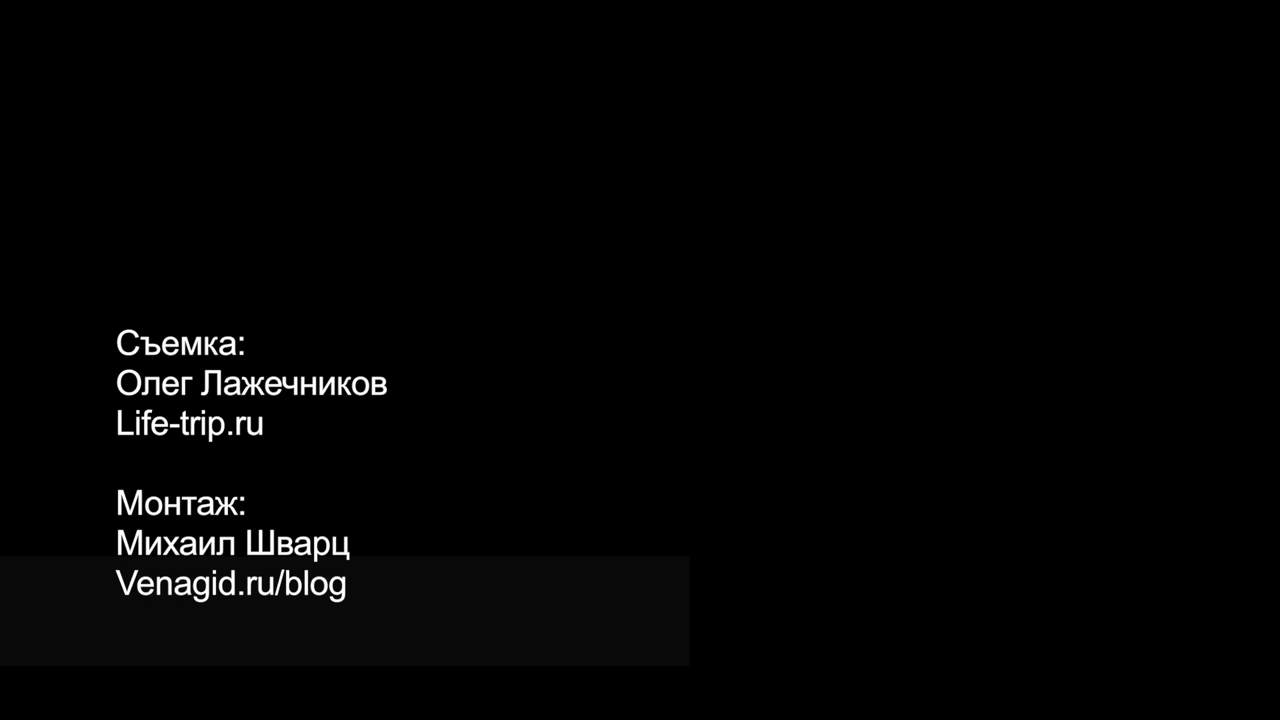 Съемка:
Олег Лажечников
Life-trip.ru
Монтаж:
Михаил Шварц
Venagid.ru/blog